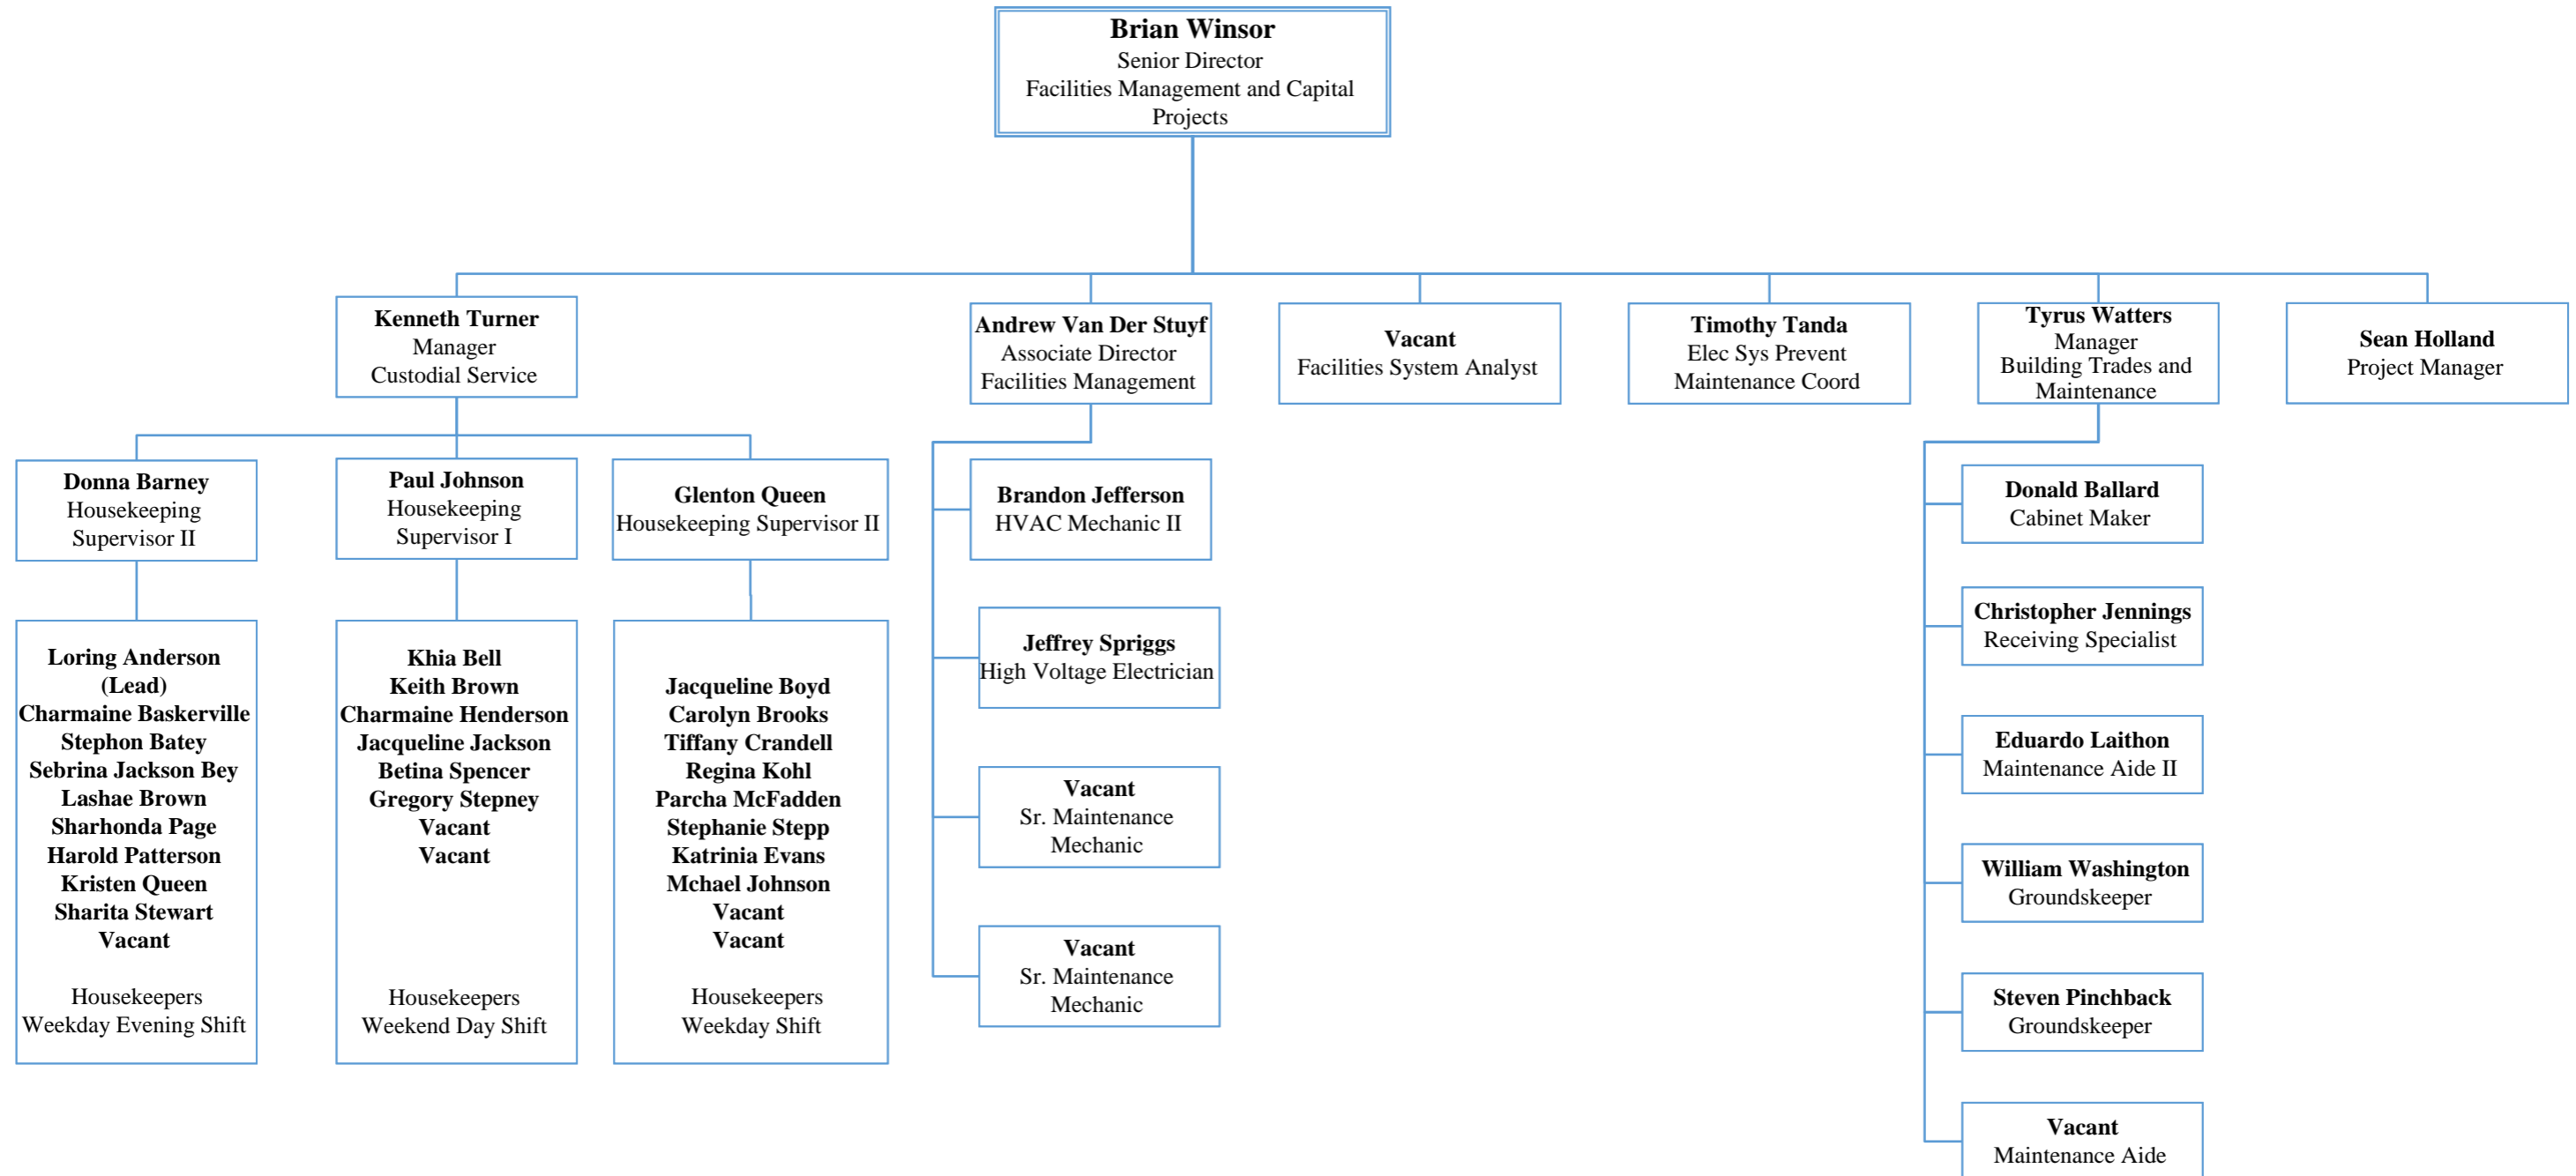 Brian Winsor
Senior Director
Facilities Management and Capital
Projects
Kenneth Turner
Manager
Custodial Service
Andrew Van Der Stuyf
Associate Director
Facilities Management
Vacant
Facilities System Analyst
Timothy Tanda
Elec Sys Prevent
Maintenance Coord
Tyrus Watters
Manager
Building Trades and
Maintenance
Sean Holland
Project Manager
Donna Barney
Housekeeping
Supervisor II
Paul Johnson
Housekeeping
Supervisor I
Glenton Queen
Housekeeping Supervisor II
Loring Anderson
(Lead)
Charmaine Baskerville
Stephon Batey
Sebrina Jackson Bey
Lashae Brown
Sharhonda Page
Harold Patterson
Kristen Queen
Sharita Stewart
Vacant
Housekeepers
Weekday Evening Shift
Khia Bell
Keith Brown
Charmaine Henderson
Jacqueline Jackson
Betina Spencer
Gregory Stepney
Vacant
Vacant
Housekeepers
Weekend Day Shift
Jacqueline Boyd
Carolyn Brooks
Tiffany Crandell
Regina Kohl
Parcha McFadden
Stephanie Stepp
Katrinia Evans
Mchael Johnson
Vacant
Vacant
Housekeepers
Weekday Shift
Brandon Jefferson
HVAC Mechanic II
Jeffrey Spriggs
High Voltage Electrician
Vacant
Sr. Maintenance
Mechanic
Vacant
Sr. Maintenance
Mechanic
Donald Ballard
Cabinet Maker
Christopher Jennings
Receiving Specialist
Eduardo Laithon
Maintenance Aide II
William Washington
Groundskeeper
Steven Pinchback
Groundskeeper
Vacant
Maintenance Aide